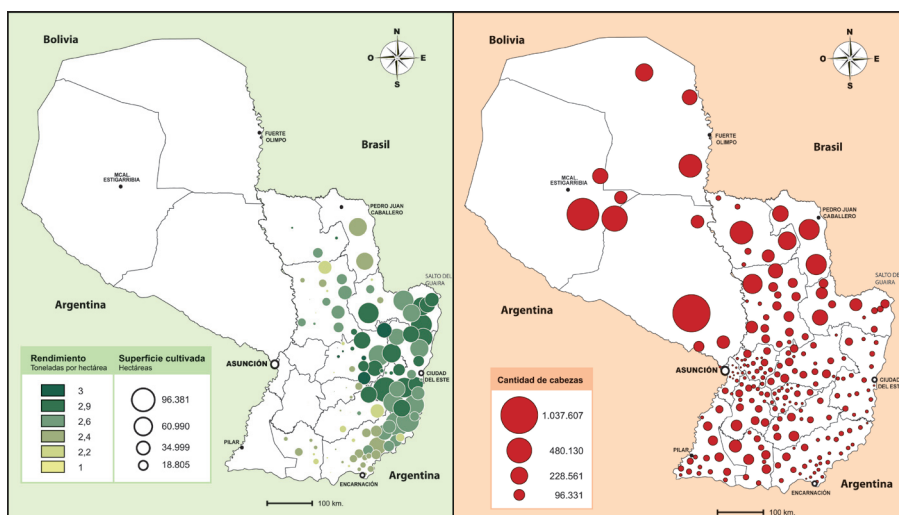 Bolivia
N
O
E
S
FUERTE
OLIMPO
Brasil
MCAL.
ESTIGARRIBIA
PEDRO JUAN
CABALLERO
SALTO DEL
GUAIRA
Argentina
ASUNCIÓN
CIUDAD
DEL ESTE
Rendimiento
Toneladas por hectárea
3
2,9
2,6
2,4
2,2
1
Superficie cultivada
Hectáreas
96.381
60.990
34.999
18.805
PILAR
Argentina
ENCARNACIÓN
100 km.
Bolivia
N
O
E
S
FUERTE
OLIMPO
Brasil
MCAL.
ESTIGARRIBIA
PEDRO JUAN
CABALLERO
SALTO DEL
GUAIRA
Argentina
ASUNCIÓN
CIUDAD
DEL ESTE
Cantidad de cabezas
1.037.607
480.130
228.561
96.331
PILAR
Argentina
ENCARNACIÓN
100 km.